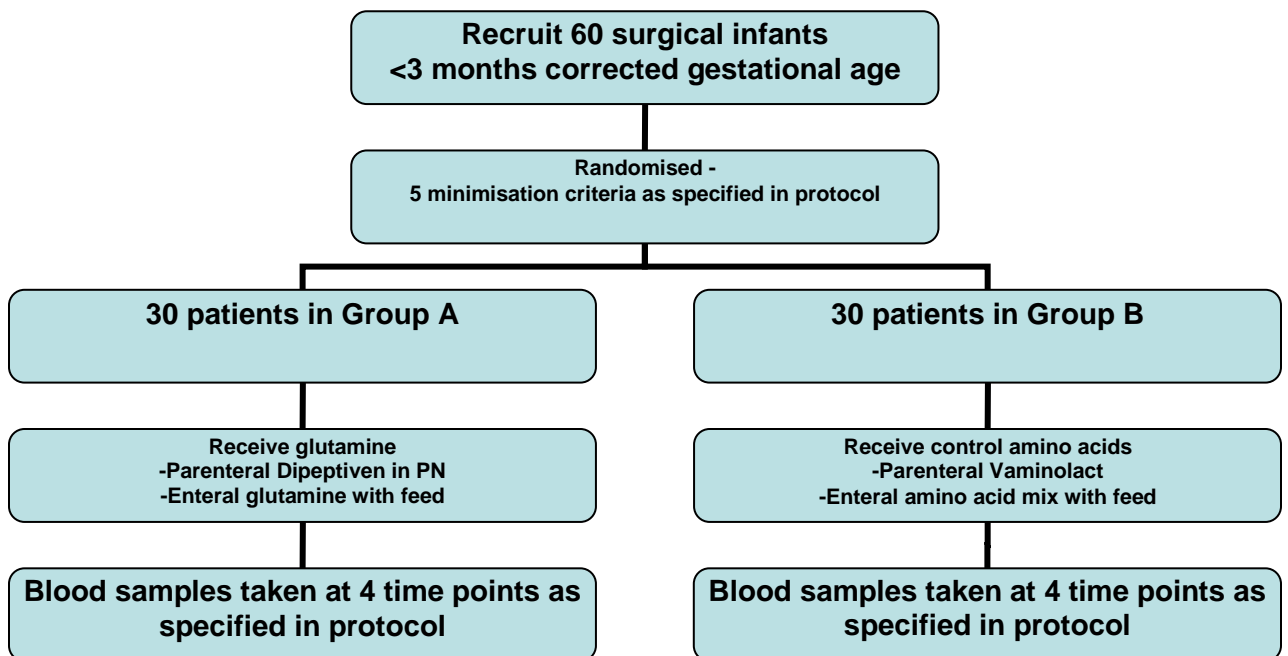 Recruit 60 surgical infants
<3 months corrected gestational age
Randomised -
5 minimisation criteria as specified in protocol
30 patients in Group A
30 patients in Group B
Receive glutamine
-Parenteral Dipeptiven in PN
-Enteral glutamine with feed
Receive control amino acids
-Parenteral Vaminolact
-Enteral amino acid mix with feed
Blood samples taken at 4 time points as
specified in protocol
Blood samples taken at 4 time points as
specified in protocol